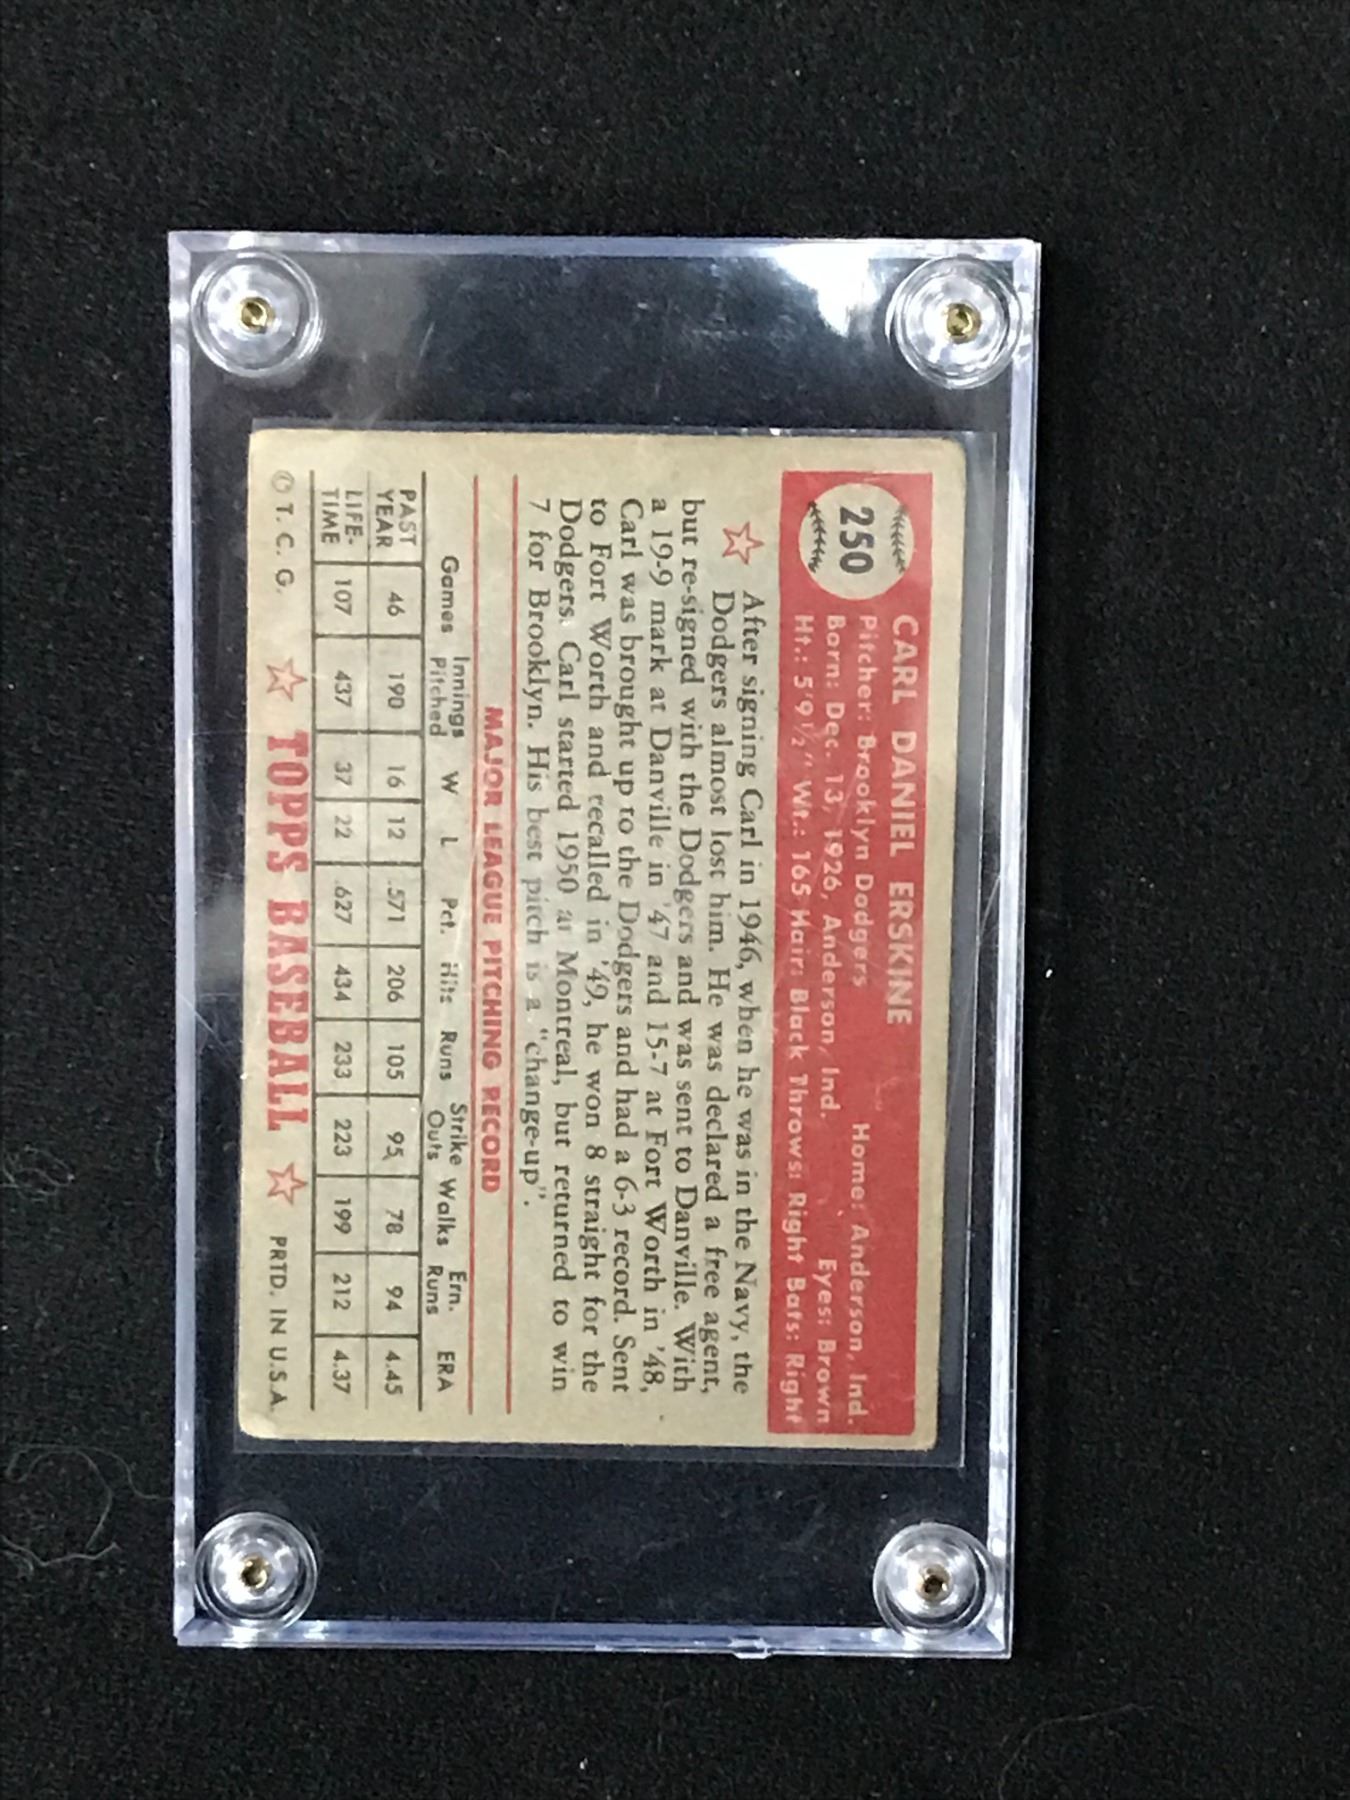 250
CARL DANIEL ERSKINE
Pitcher: Brooklyn Dodgers Home: Anderson, Ind.
Born: Dec. 13, 1926, Anderson, Ind. Eyes: Brown
Ht.: 5'9½" Wt.: 165 Hair: Black Throws: Right Bats: Right
After signing Carl in 1946, when he was in the Navy, the
Dodgers almost lost him. He was declared a free agent,
but re-signed with the Dodgers and was sent to Danville. With
a 19-9 mark at Danville in '47 and 15-7 at Fort Worth in '48,
Carl was brought up to the Dodgers and had a 6-3 record. Sent
to Fort Worth and recalled in '49, he won 8 straight for the
Dodgers. Carl started 1950 at Montreal, but returned to win
7 for Brooklyn. His best pitch is a "change-up".
MAJOR LEAGUE PITCHING RECORD
Games Innings Pitched W L Pct. Hits Runs Strike Outs Walks Ern. Runs ERA
PAST YEAR 46 190 16 12 .571 206 105 95 78 94 4.45
LIFE-TIME 107 437 37 22 .627 434 233 223 199 212 4.37
© T. C. G. TOPPS BASEBALL PRTD. IN U.S.A.